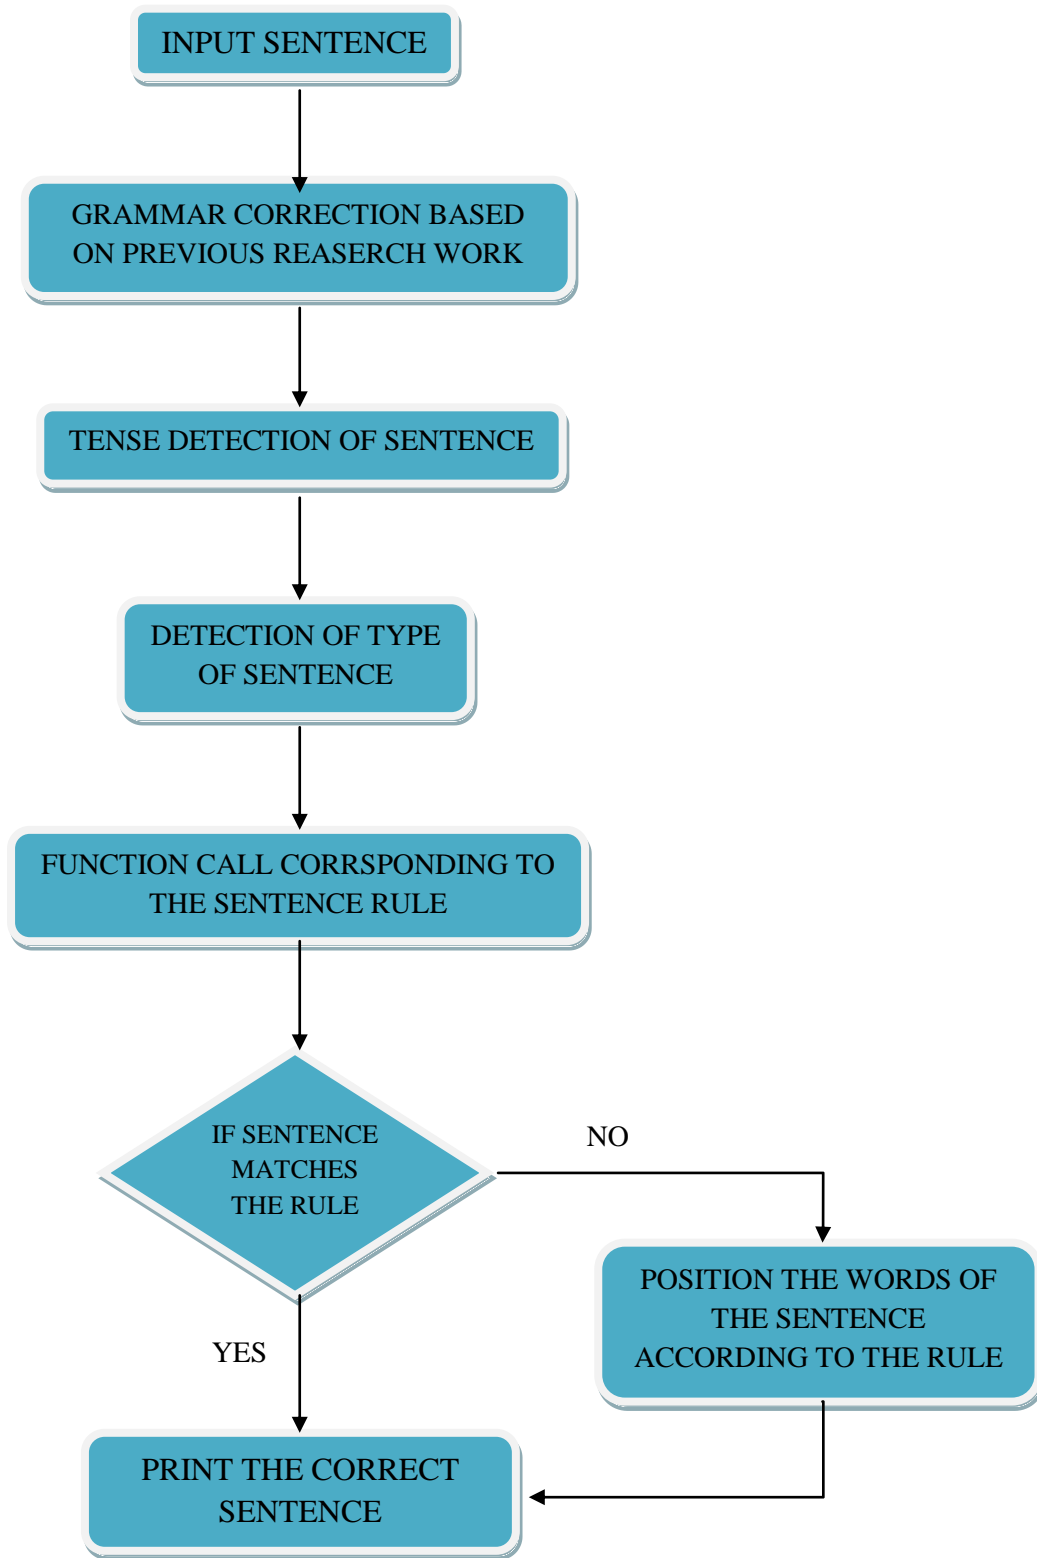 INPUT SENTENCE
GRAMMAR CORRECTION BASED
ON PREVIOUS REASERCH WORK
TENSE DETECTION OF SENTENCE
DETECTION OF TYPE
OF SENTENCE
FUNCTION CALL CORRSPONDING TO
THE SENTENCE RULE
IF SENTENCE
MATCHES
THE RULE
NO
POSITION THE WORDS OF
THE SENTENCE
ACCORDING TO THE RULE
YES
PRINT THE CORRECT
SENTENCE